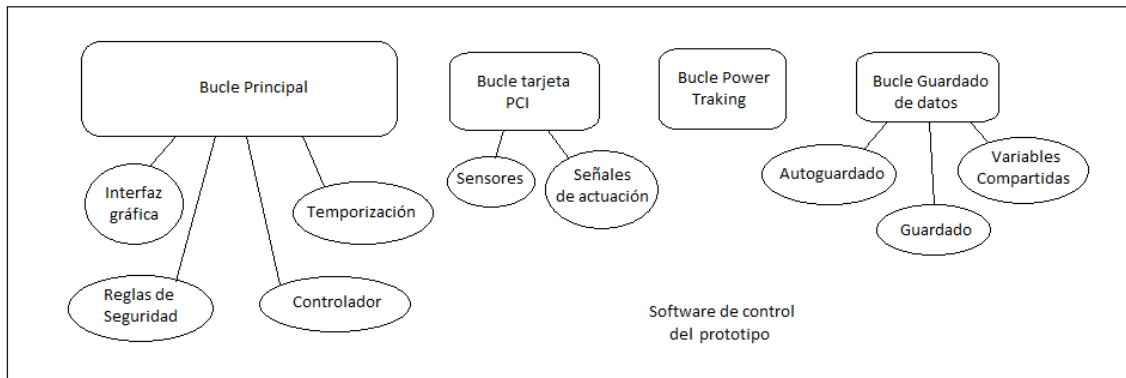 Bucle Principal
Bucle tarjeta
PCI
Bucle Power
Traking
Bucle Guardado
de datos
Interfaz
gráfica
Temporización
Reglas de
Seguridad
Controlador
Sensores
Señales
de actuación
Autoguardado
Variables
Compartidas
Guardado
Software de control
del prototipo